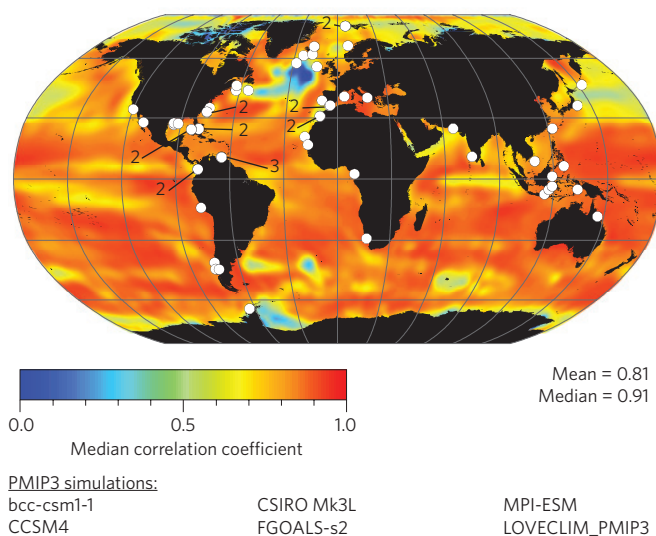 2
2
2
2
2
2
2
3
Mean = 0.81
Median = 0.91
0.0 0.5 1.0
Median correlation coefficient
PMIP3 simulations:
bcc-csm1-1 CSIRO Mk3L MPI-ESM
CCSM4 FGOALS-s2 LOVECLIM_PMIP3